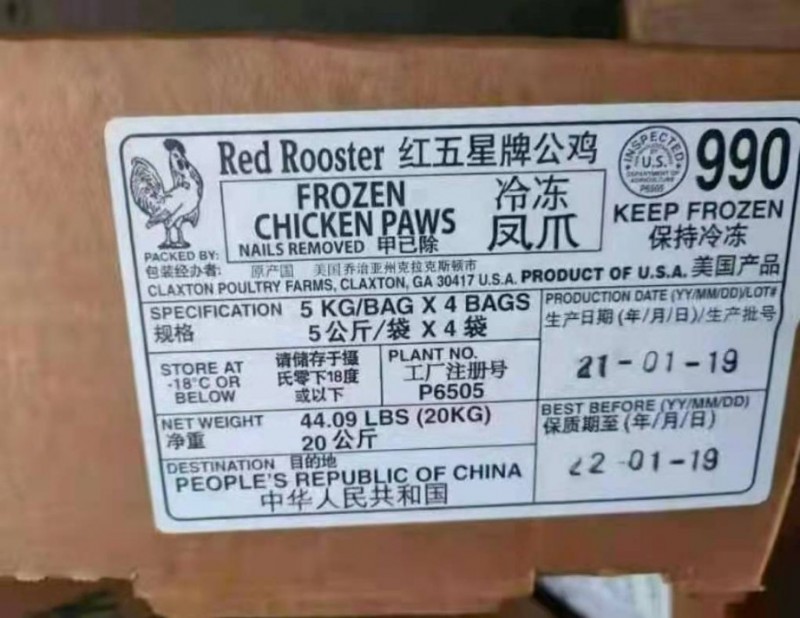 Red Rooster 红五星牌公鸡
FROZEN
CHICKEN PAWS
NAILS REMOVED 甲已除
冷冻
凤爪
INSPECTED
U.S.
DEPARTMENT OF
AGRICULTURE
P6505
990
KEEP FROZEN
保持冷冻
PACKED BY:
包装经办者: 原产国 美国乔治亚州克拉克斯顿市
CLAXTON POULTRY FARMS, CLAXTON, GA 30417 U.S.A. PRODUCT OF U.S.A. 美国产品
SPECIFICATION 5 KG/BAG X 4 BAGS
规格 5公斤/袋 X 4 袋
PRODUCTION DATE (YY/MM/DD)/LOT#
生产日期 (年/月/日)/生产批号
21-01-19
STORE AT
-18°C OR
BELOW
请储存于摄
氏零下18度
或以下
PLANT NO.
工厂注册号
P6505
NET WEIGHT 44.09 LBS (20KG)
净重 20 公斤
BEST BEFORE (YY/MM/DD)
保质期至 (年/月/日)
22-01-19
DESTINATION 目的地
PEOPLE'S REPUBLIC OF CHINA
中华人民共和国